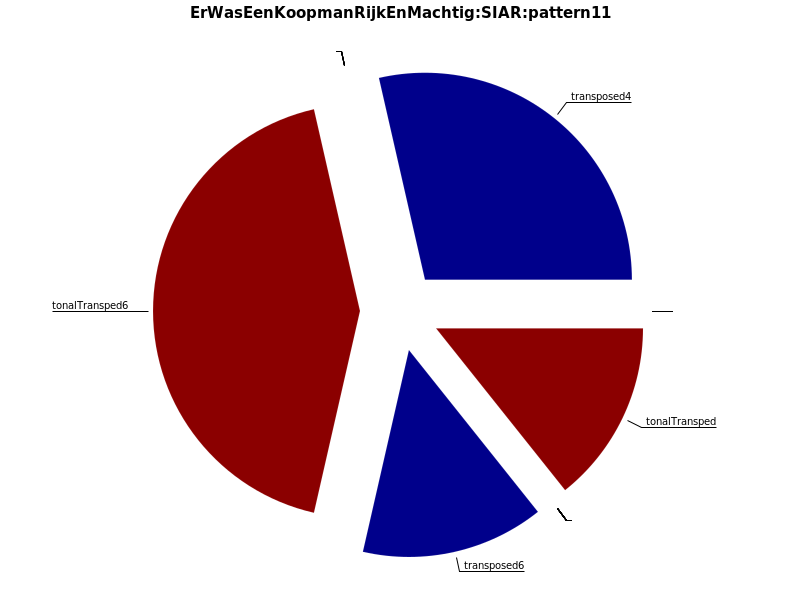 ErWasEenKoopmanRijkEnMachtig:SIAR:pattern11
transposed4
tonalTransped6
tonalTransped
transposed6